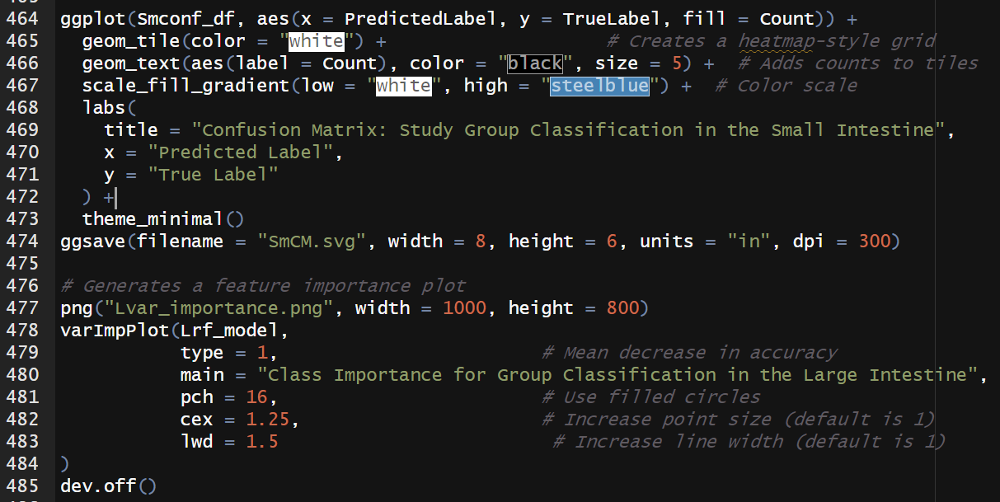 464 ggplot(Smconf_df, aes(x = PredictedLabel, y = TrueLabel, fill = Count)) +
465   geom_tile(color = "white") +                    # Creates a heatmap-style grid
466   geom_text(aes(label = Count), color = "black", size = 5) +  # Adds counts to tiles
467   scale_fill_gradient(low = "white", high = "steelblue") +  # Color scale
468   labs(
469     title = "Confusion Matrix: Study Group Classification in the Small Intestine",
470     x = "Predicted Label",
471     y = "True Label"
472   ) +
473   theme_minimal()
474 ggsave(filename = "SmCM.svg", width = 8, height = 6, units = "in", dpi = 300)
475
476 # Generates a feature importance plot
477 png("Lvar_importance.png", width = 1000, height = 800)
478 varImpPlot(Lrf_model,
479            type = 1,                        # Mean decrease in accuracy
480            main = "Class Importance for Group Classification in the Large Intestine",
481            pch = 16,                        # Use filled circles
482            cex = 1.25,                      # Increase point size (default is 1)
483            lwd = 1.5                         # Increase line width (default is 1)
484 )
485 dev.off()